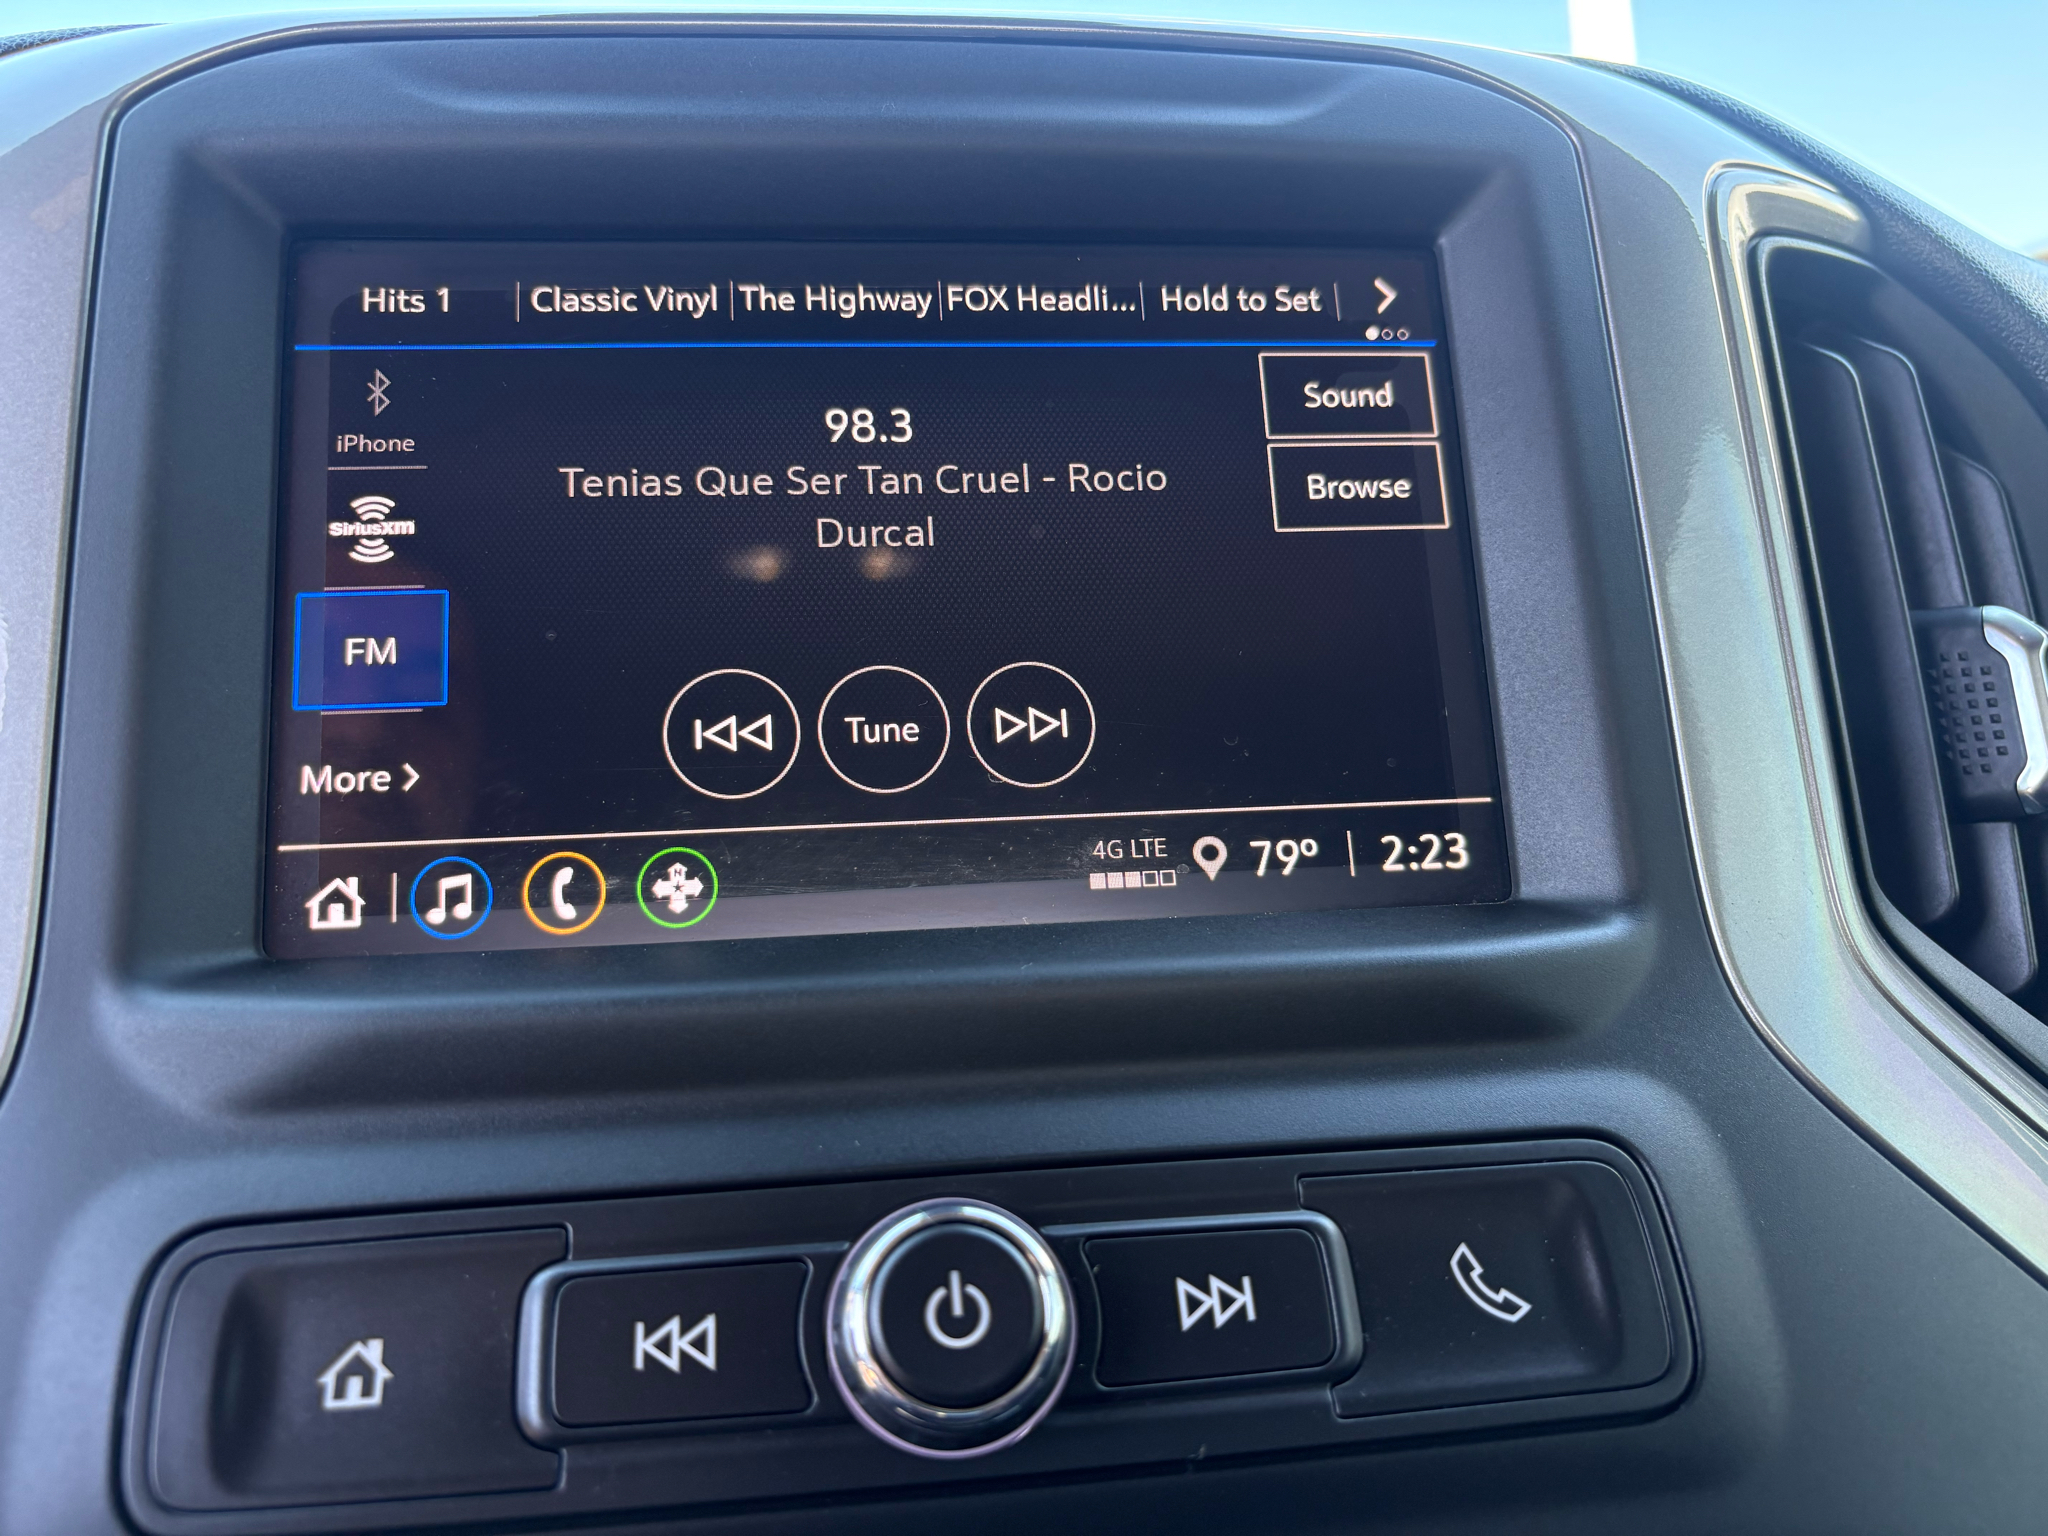 Hits 1 Classic Vinyl The Highway FOX Headli... Hold to Set
iPhone
98.3
Tenias Que Ser Tan Cruel - Rocio
Durcal
Sound
Browse
SiriusXm
FM
Tune
More
4G LTE 79° 2:23
N